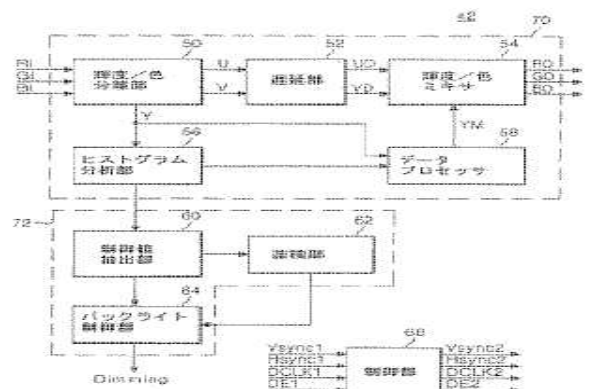 42
70
50
52
54
RI
GI
BI
輝度/色
分離部
U
V
遅延部
UD
VD
輝度/色
ミキサ
RO
GO
BO
Y
YM
56
58
ヒストグラム
分析部
データ
プロセッサ
72
60
62
制御値
抽出部
64
バックライト
制御部
68
Vsync1
Hsync1
DCLK1
DE1
制御部
Vsync2
Hsync2
DCLK2
DE2
Dimming